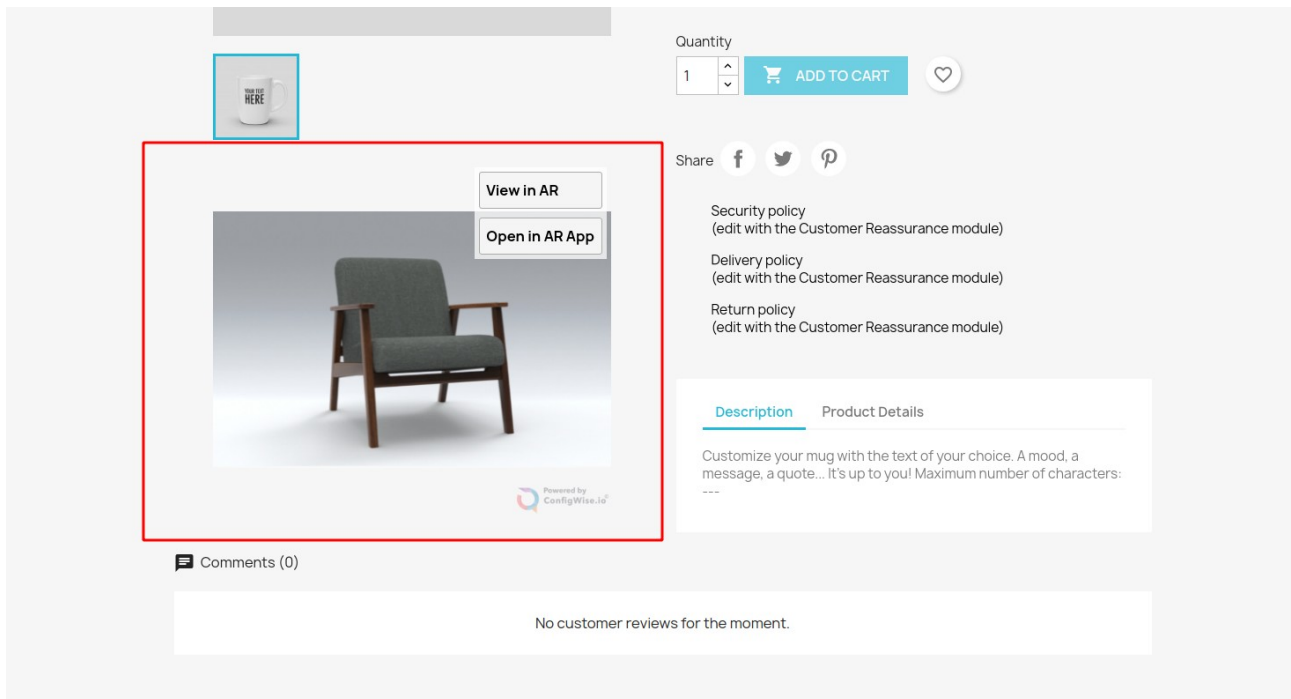 Quantity
1
ADD TO CART
YOUR TEXT
HERE
Share
View in AR
Open in AR App
Security policy
(edit with the Customer Reassurance module)
Delivery policy
(edit with the Customer Reassurance module)
Return policy
(edit with the Customer Reassurance module)
Powered by
ConfigWise.io
Description Product Details
Customize your mug with the text of your choice. A mood, a
message, a quote... It's up to you! Maximum number of characters:
---
Comments (0)
No customer reviews for the moment.